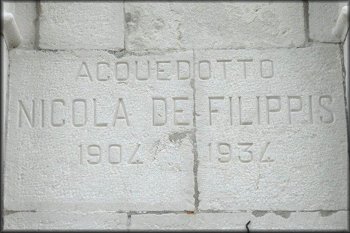 ACQUEDOTTO
NICOLA DE FILIPPIS
1904 1934